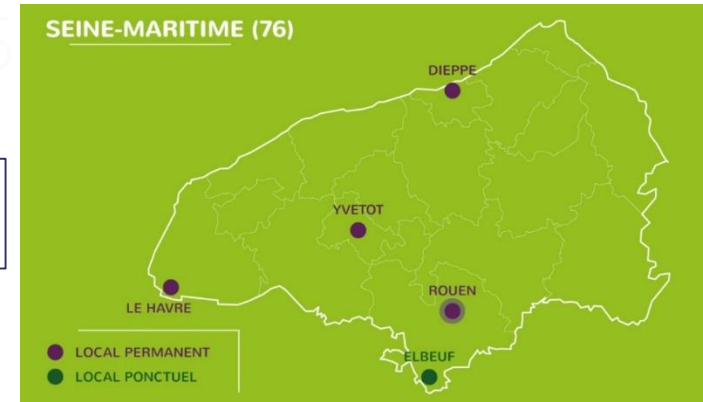 SEINE-MARITIME (76)
DIEPPE
YVETOT
ROUEN
LE HAVRE
LOCAL PERMANENT
ELBEUF
LOCAL PONCTUEL